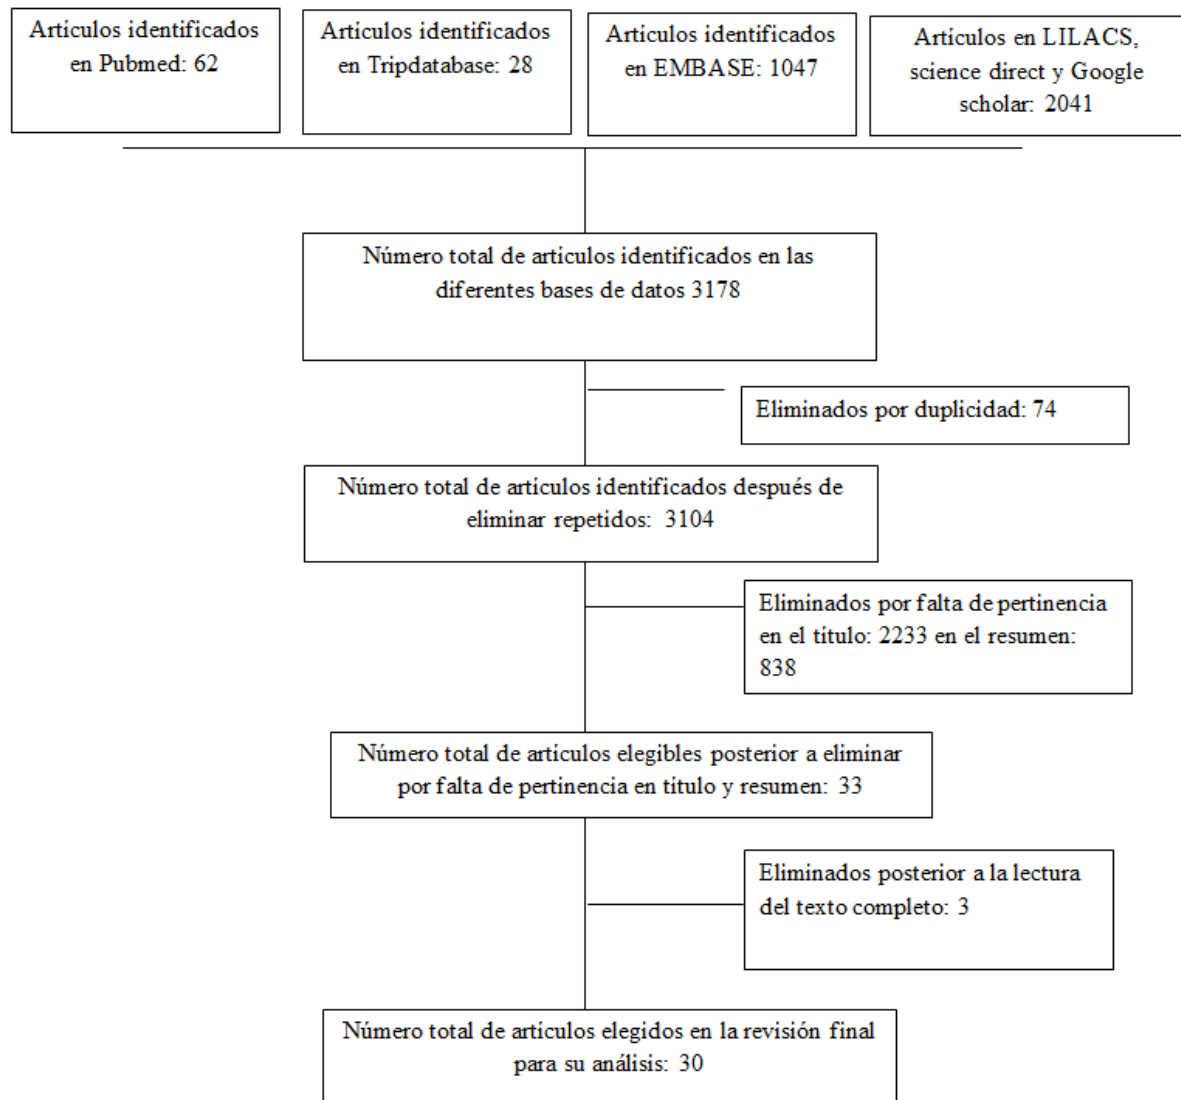 Artículos identificados
en Pubmed: 62
Artículos identificados
en Tripdatabase: 28
Artículos identificados
en EMBASE: 1047
Artículos en LILACS,
science direct y Google
scholar: 2041
Número total de artículos identificados en las
diferentes bases de datos 3178
Eliminados por duplicidad: 74
Número total de artículos identificados después de
eliminar repetidos: 3104
Eliminados por falta de pertinencia
en el título: 2233 en el resumen:
838
Número total de artículos elegibles posterior a eliminar
por falta de pertinencia en título y resumen: 33
Eliminados posterior a la lectura
del texto completo: 3
Número total de artículos elegidos en la revisión final
para su análisis: 30